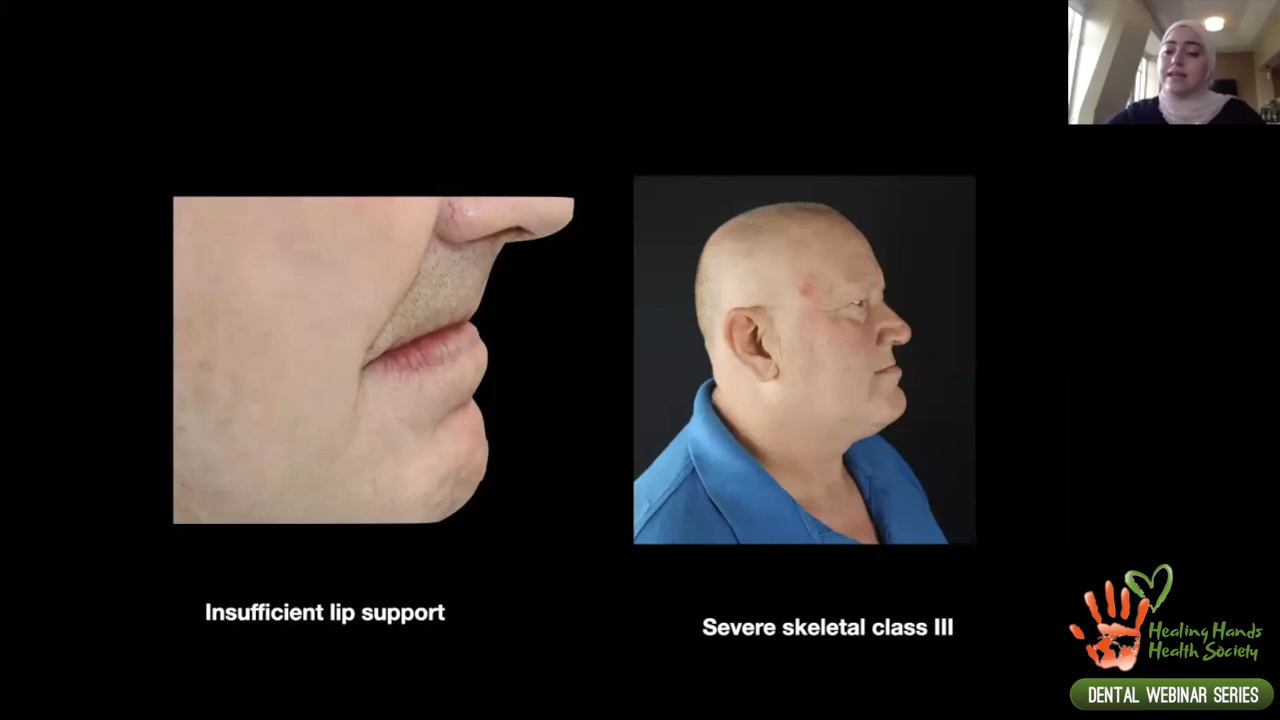 Insufficient lip support
Severe skeletal class III
Healing Hands
Health Society
DENTAL WEBINAR SERIES